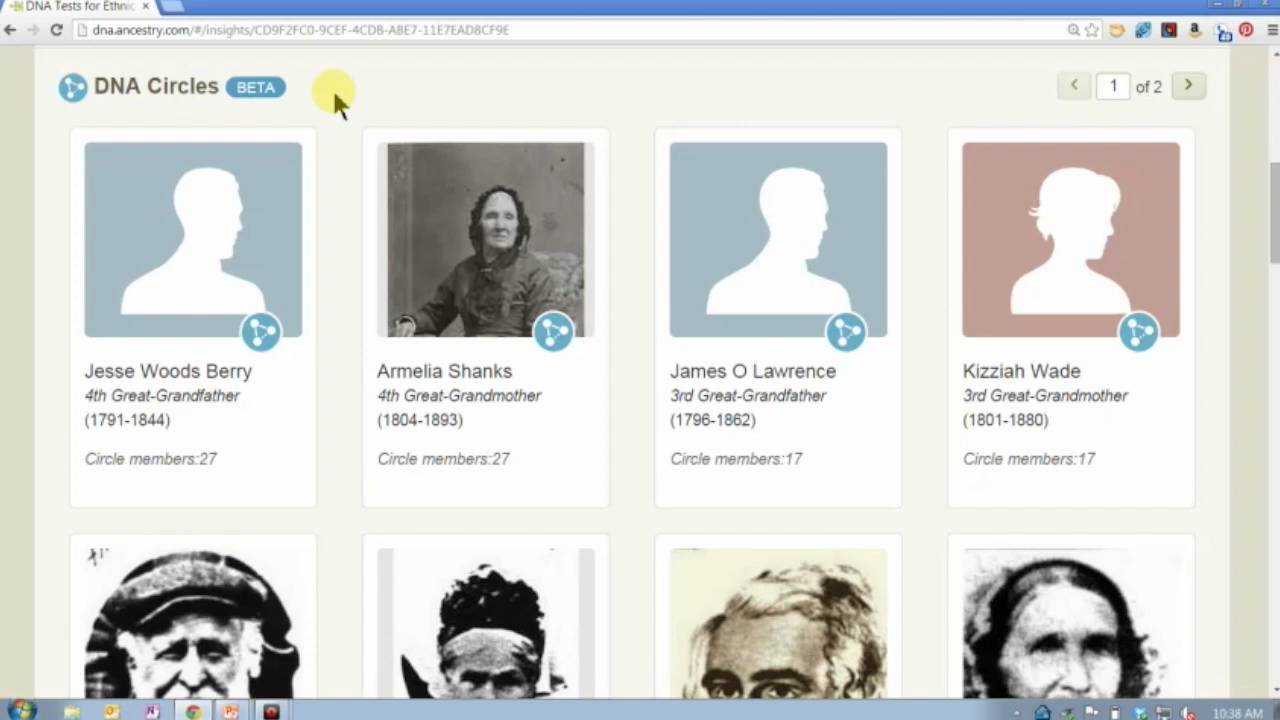 DNA Tests for Ethnic
dna.ancestry.com/#/insights/CD9F2FC0-9CEF-4CDB-ABE7-11E7EAD8CF9E
DNA Circles BETA
1 of 2
Jesse Woods Berry
4th Great-Grandfather
(1791-1844)
Circle members:27
Armelia Shanks
4th Great-Grandmother
(1804-1893)
Circle members:27
James O Lawrence
3rd Great-Grandfather
(1796-1862)
Circle members:17
Kizziah Wade
3rd Great-Grandmother
(1801-1880)
Circle members:17
10:38 AM